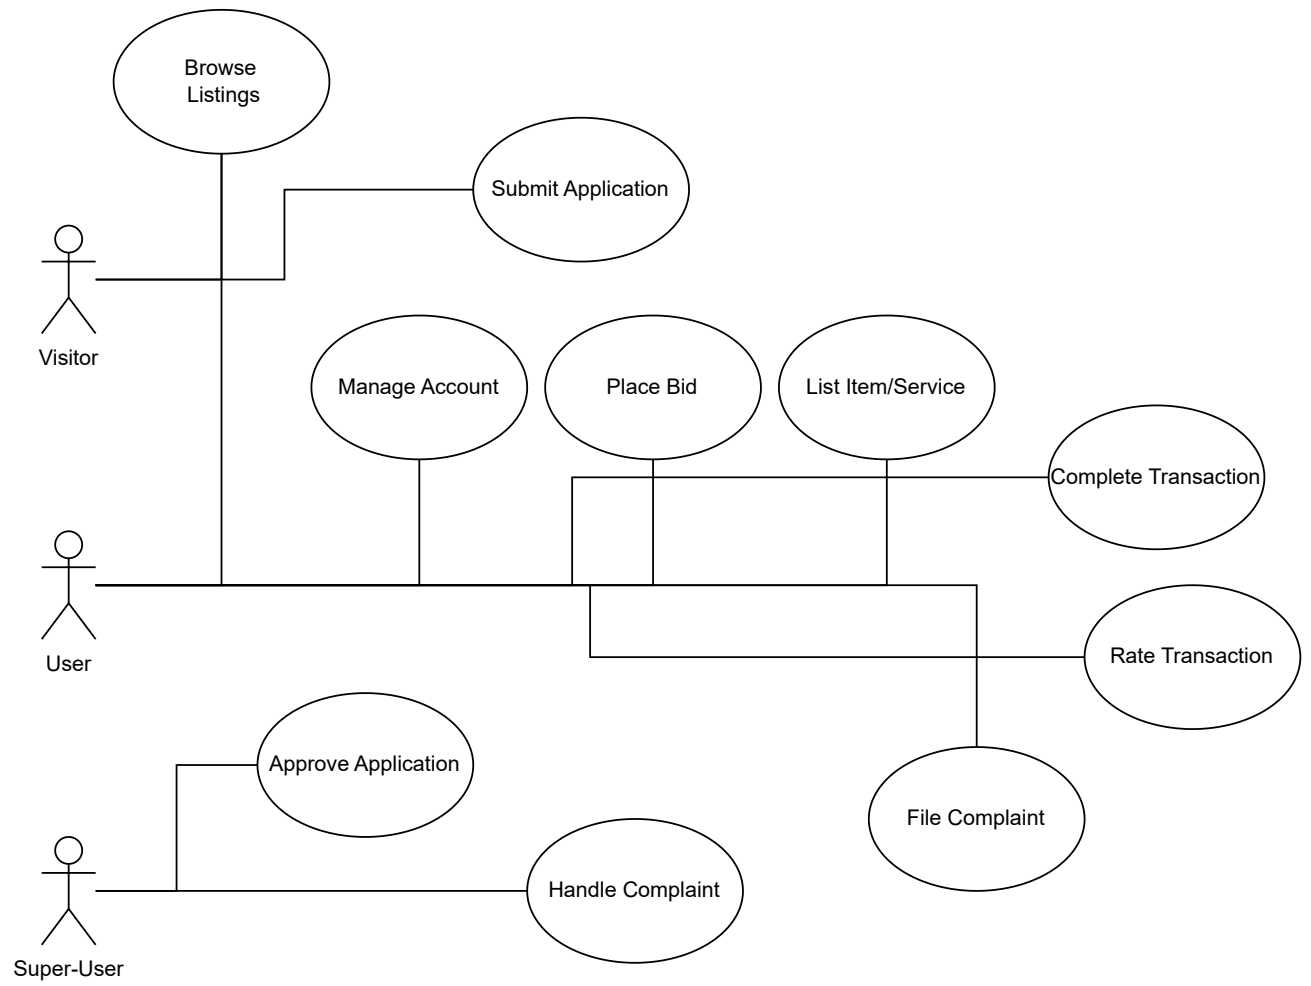 Browse
Listings
Submit Application
Visitor
Manage Account
Place Bid
List Item/Service
Complete Transaction
User
Rate Transaction
Approve Application
File Complaint
Handle Complaint
Super-User